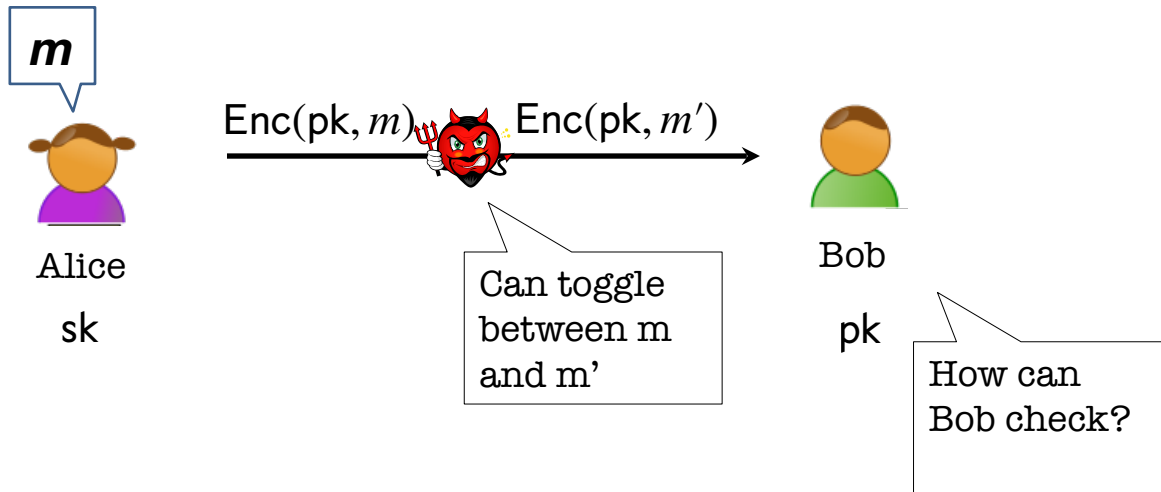 m
Enc(pk, m)
Enc(pk, m′)
Alice
sk
Can toggle
between m
and m’
Bob
pk
How can
Bob check?